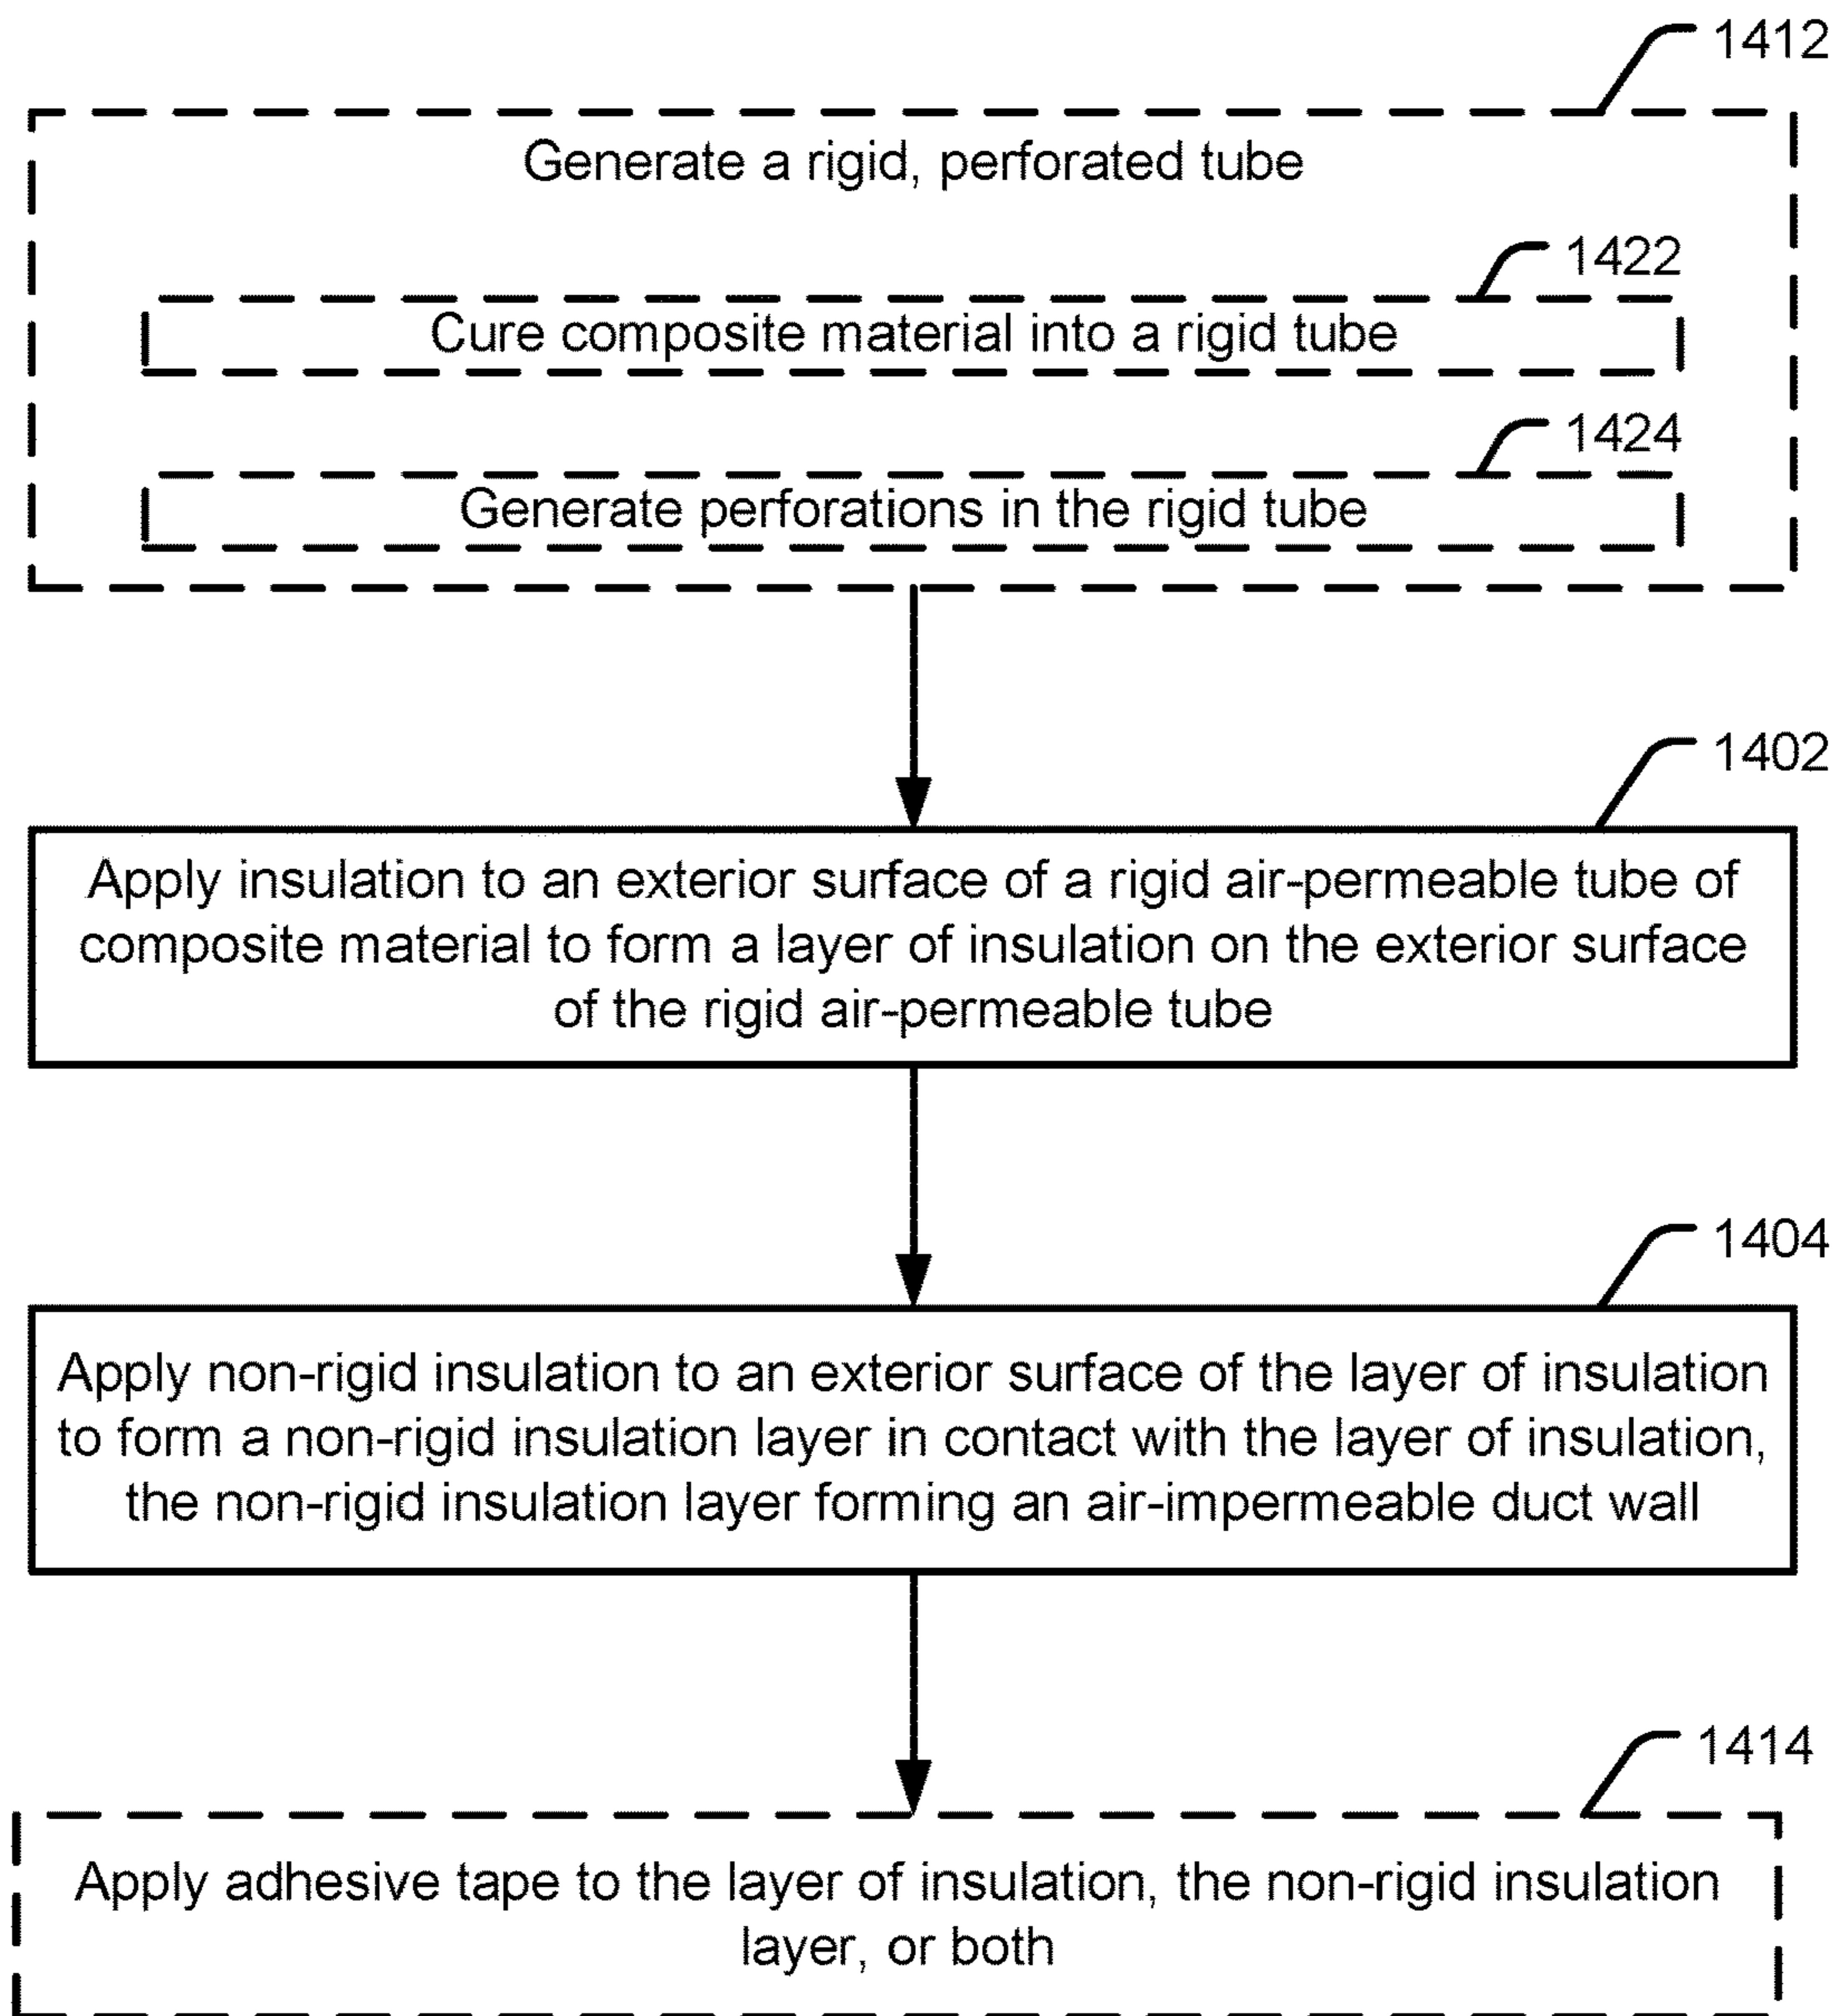 1412
Generate a rigid, perforated tube
1422
Cure composite material into a rigid tube
1424
Generate perforations in the rigid tube
1402
Apply insulation to an exterior surface of a rigid air-permeable tube of
composite material to form a layer of insulation on the exterior surface
of the rigid air-permeable tube
1404
Apply non-rigid insulation to an exterior surface of the layer of insulation
to form a non-rigid insulation layer in contact with the layer of insulation,
the non-rigid insulation layer forming an air-impermeable duct wall
1414
Apply adhesive tape to the layer of insulation, the non-rigid insulation
layer, or both